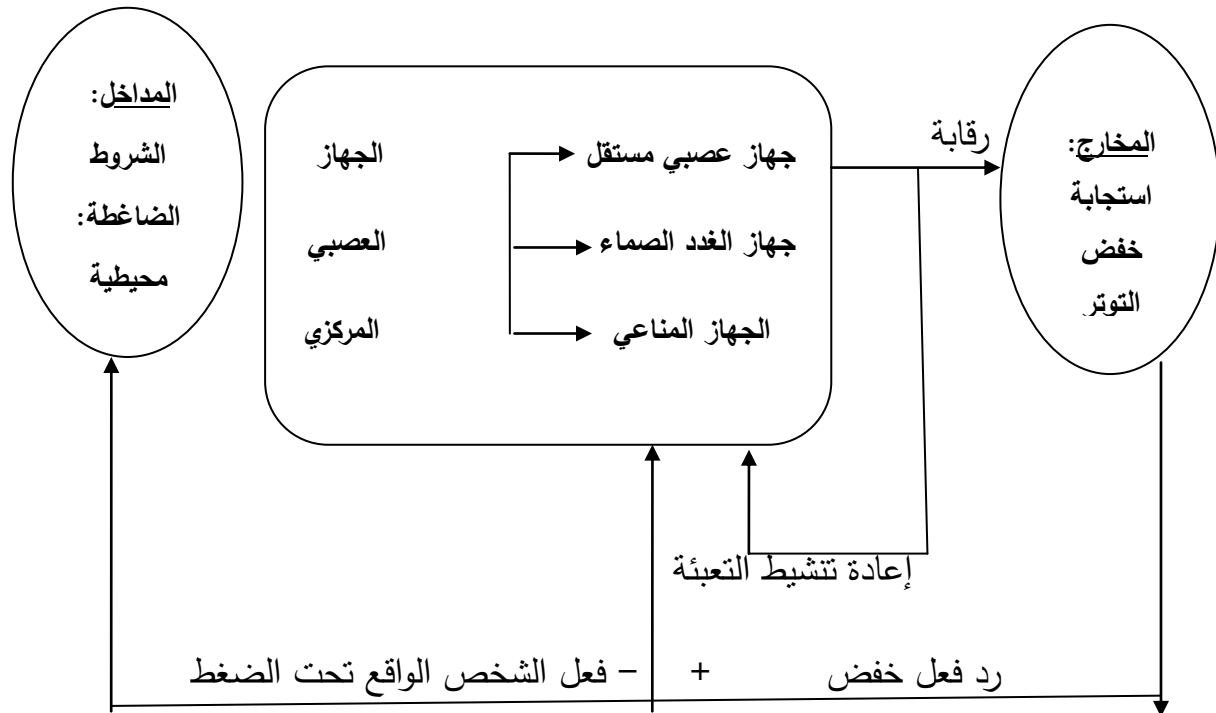 المداخل:
الشروط
الضاغطة:
محيطية
الجهاز
العصبي
المركزي
جهاز عصبي مستقل
جهاز الغدد الصماء
الجهاز المناعي
رقابة
المخارج:
استجابة
خفض
التوتر
إعادة تنشيط التعبئة
رد فعل خفض + – فعل الشخص الواقع تحت الضغط